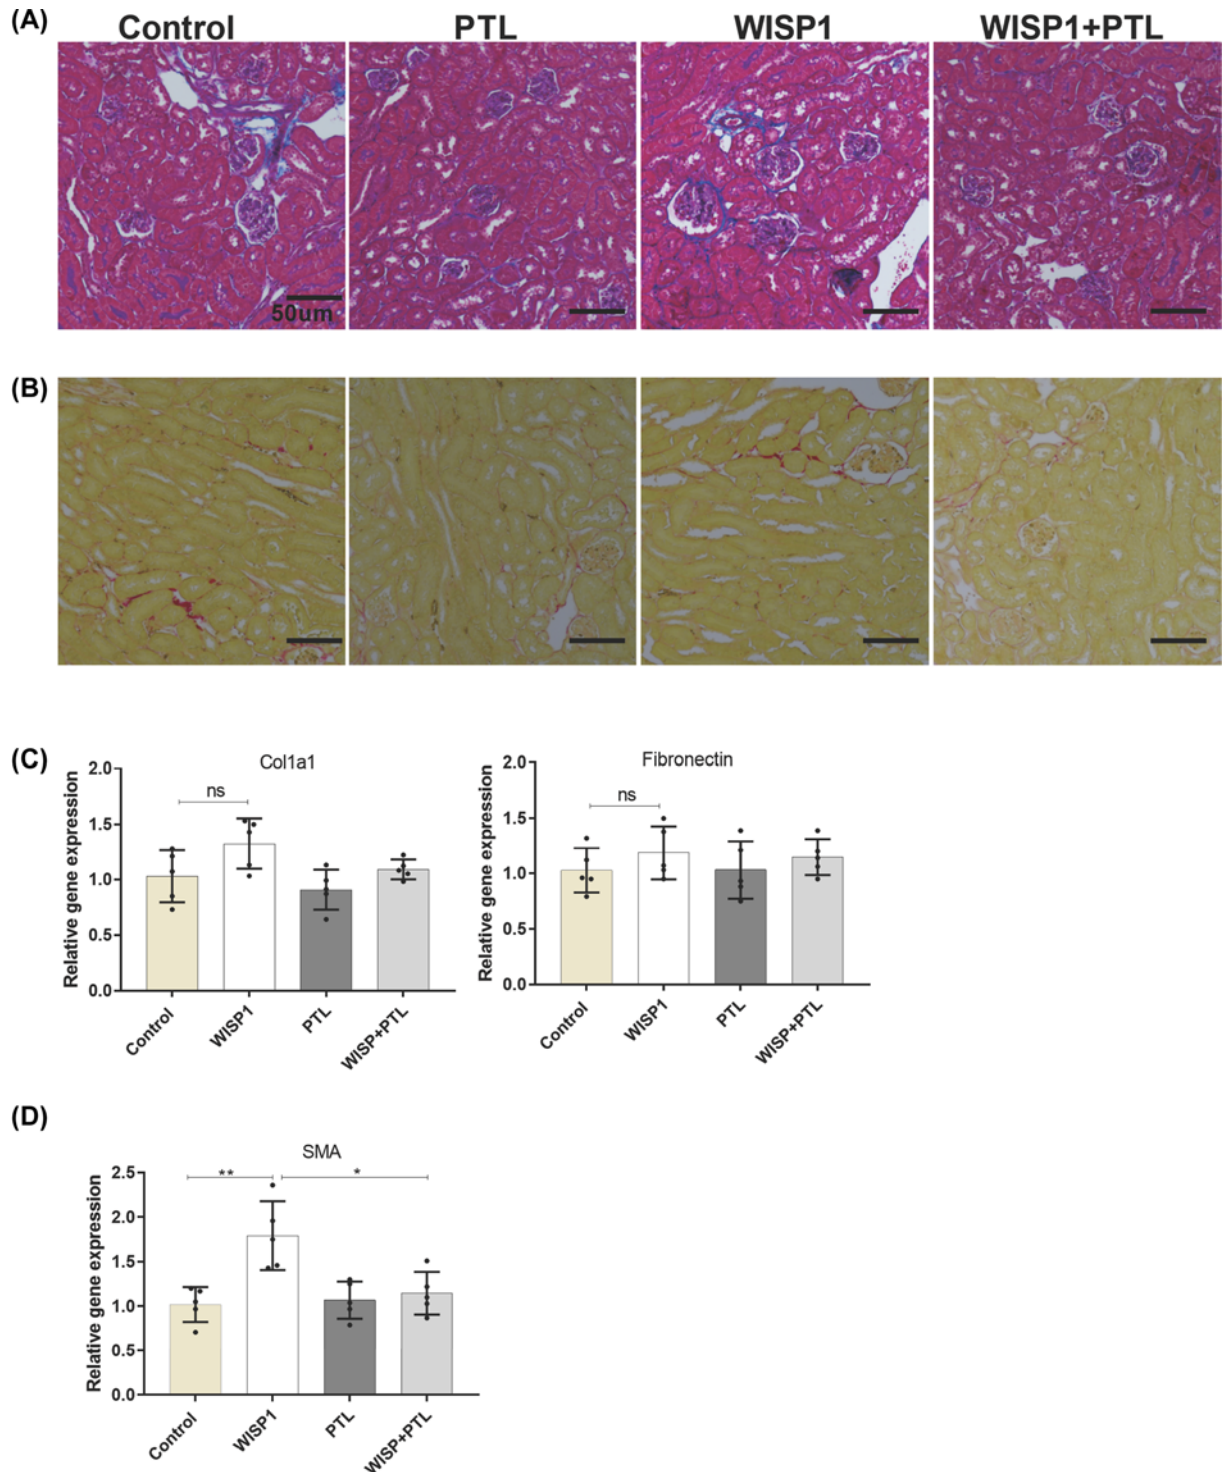 (A)
Control PTL WISP1 WISP1+PTL
50um
(B)
(C)
Col1a1
Relative gene expression
2.0
1.5
1.0
0.5
0.0
ns
Control WISP1 PTL WISP+PTL
Fibronectin
Relative gene expression
2.0
1.5
1.0
0.5
0.0
ns
Control WISP1 PTL WISP+PTL
(D)
SMA
Relative gene expression
2.5
2.0
1.5
1.0
0.5
0.0
** *
Control WISP1 PTL WISP+PTL